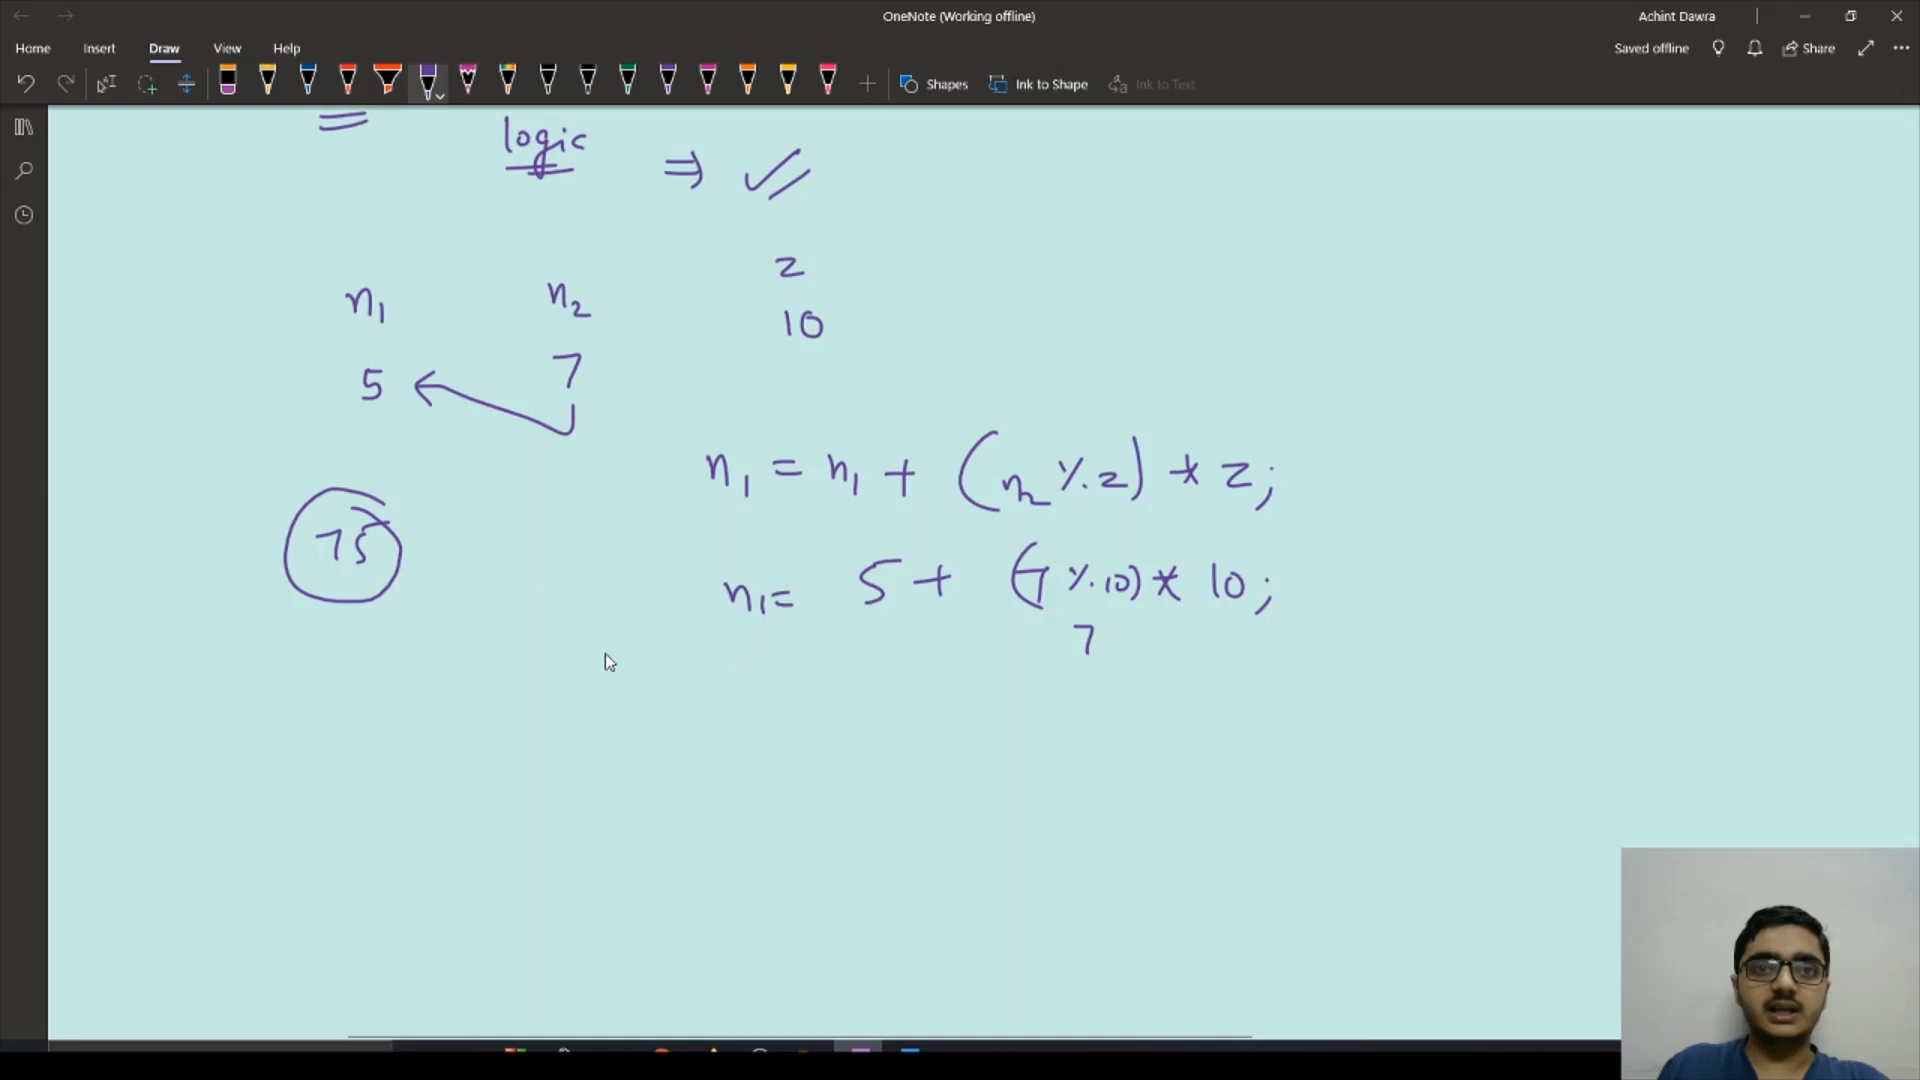 OneNote (Working offline)
Achint Dawra
Home Insert Draw View Help
Saved offline
Share
Shapes
Ink to Shape
Ink to Text
logic ⇒
n1 n2 z
10
5 7
n1 = n1 + (n2 % z) * z;
75
n1 = 5 + (7 % 10) * 10;
7